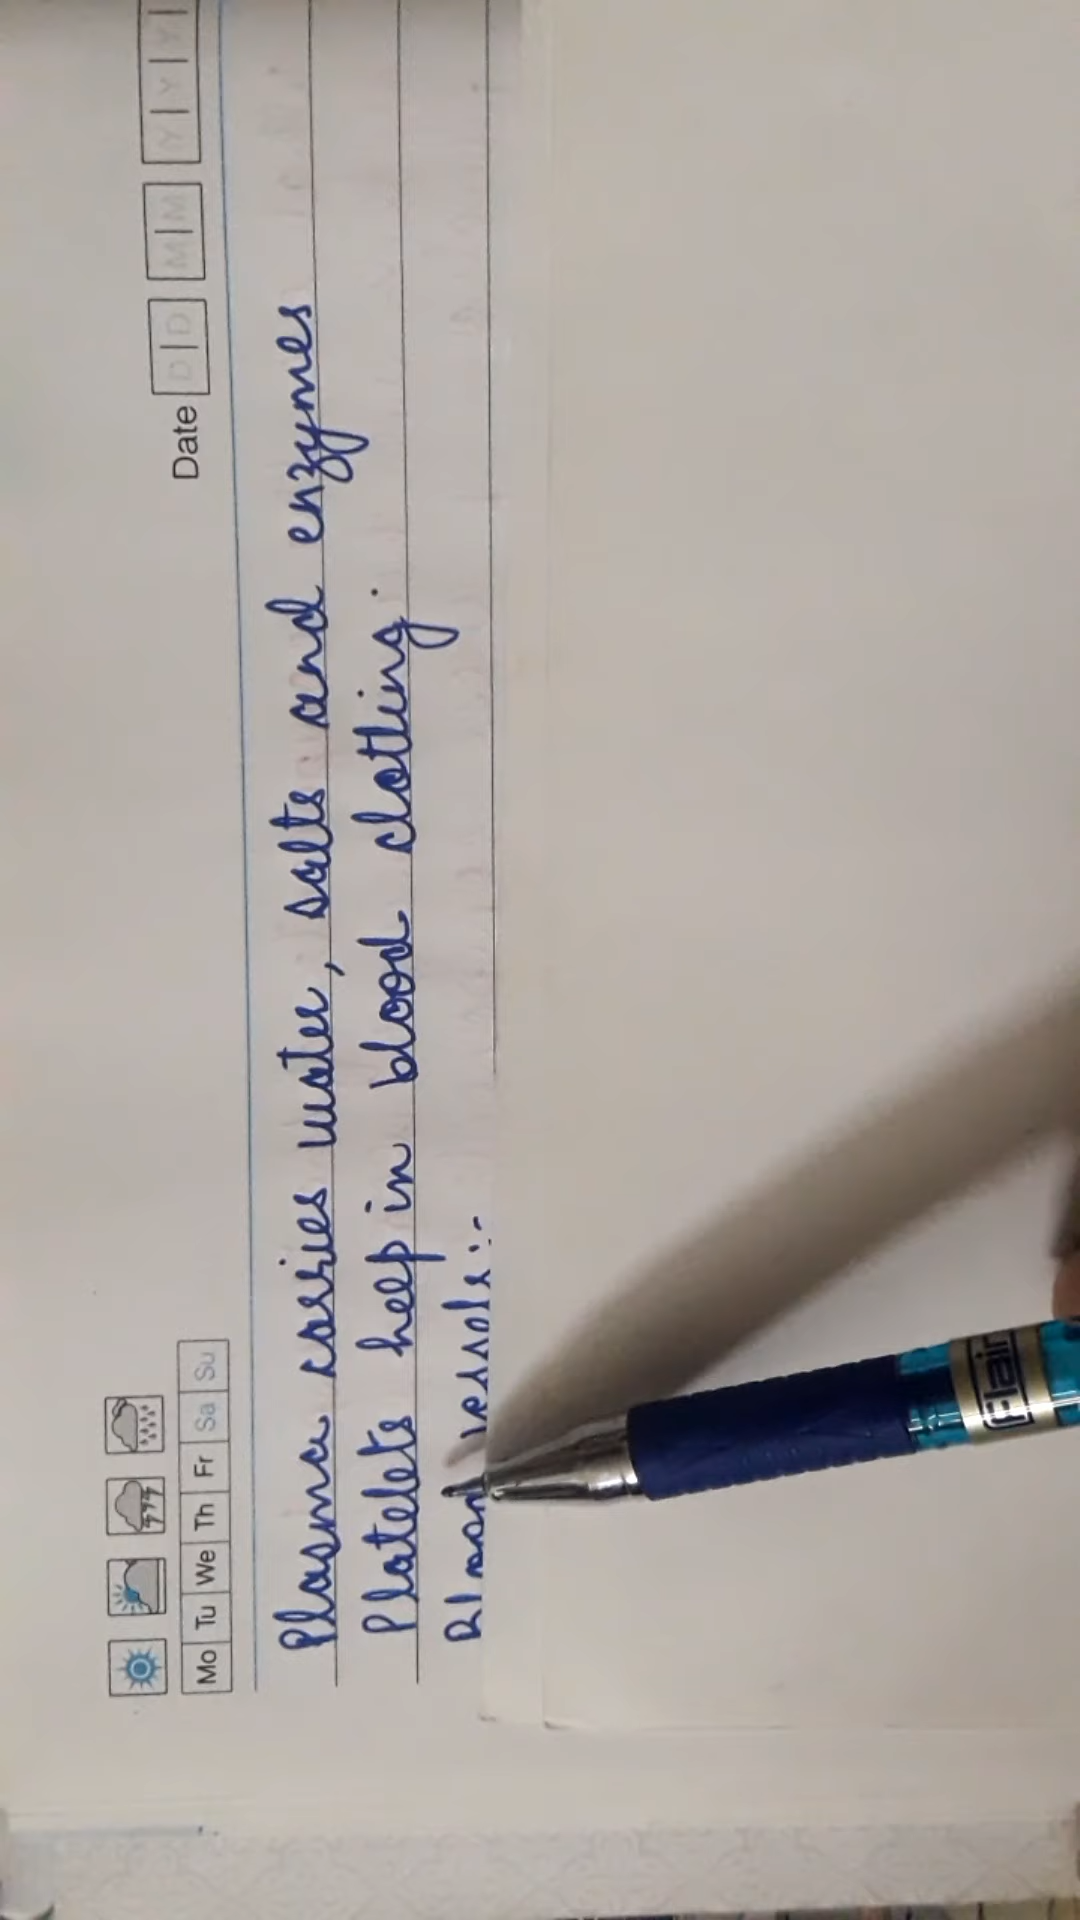 Date D D M M Y Y Y
Mo Tu We Th Fr Sa Su
Plasma carries water, salts and enzymes
Platelets help in blood clotting.
Blood vessels:-
Flair